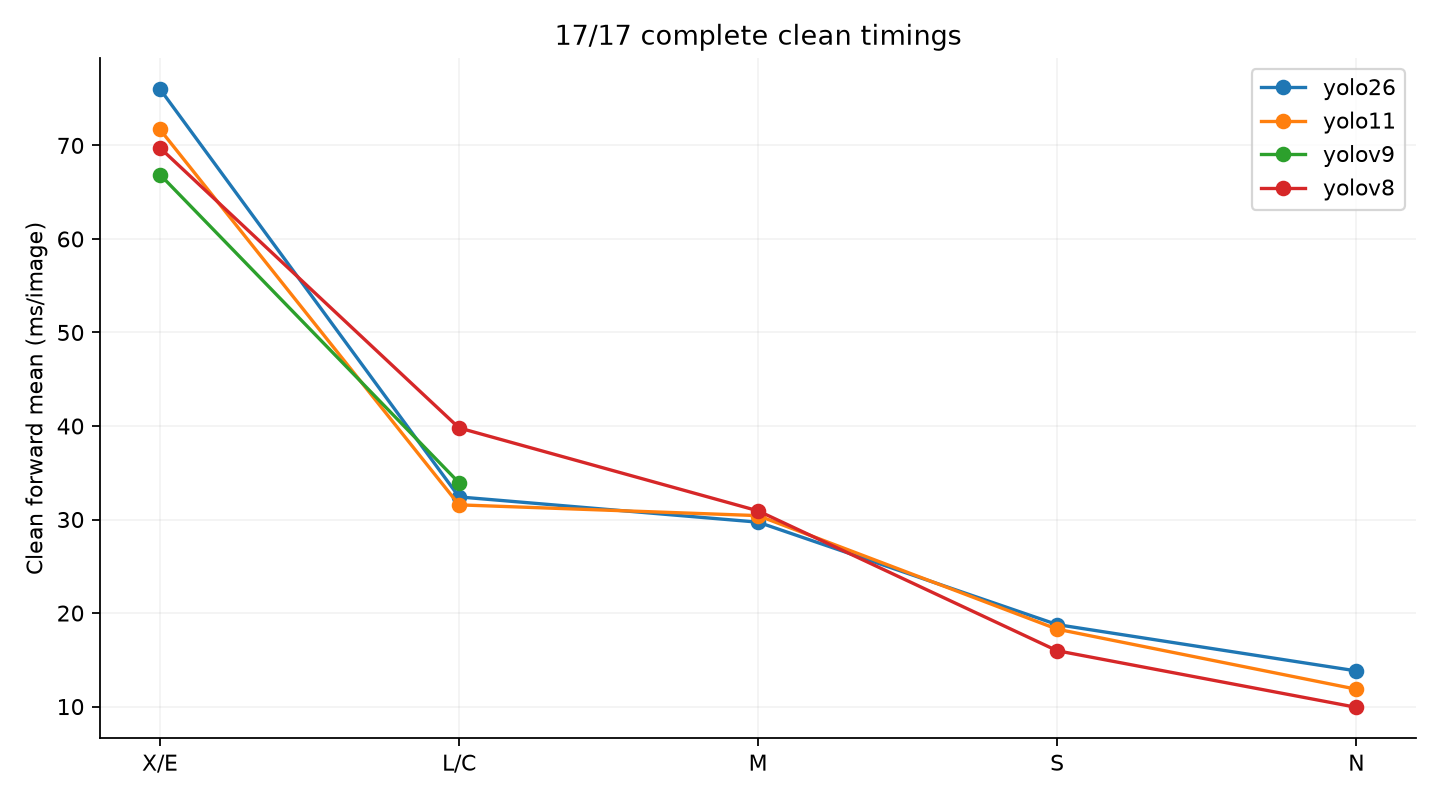 17/17 complete clean timings
yolo26
yolo11
yolov9
yolov8
Clean forward mean (ms/image)
70
60
50
40
30
20
10
X/E
L/C
M
S
N